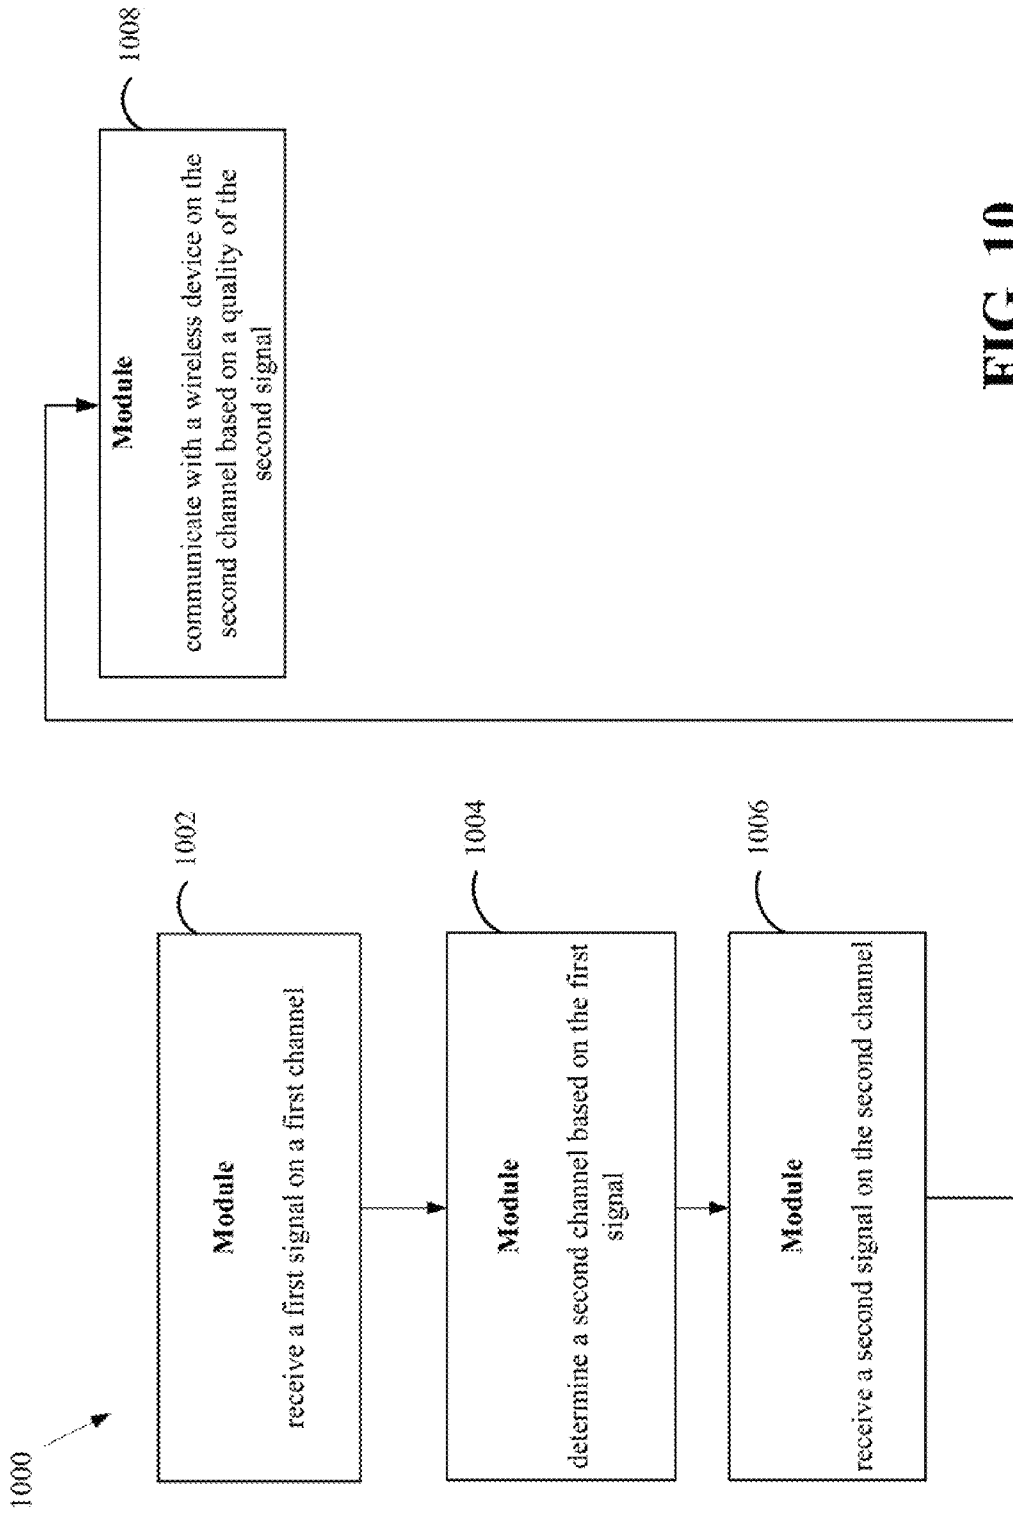 1000
1002
Module
receive a first signal on a first channel
1004
Module
determine a second channel based on the first
signal
1006
Module
receive a second signal on the second channel
1008
Module
communicate with a wireless device on the
second channel based on a quality of the
second signal
FIG. 10